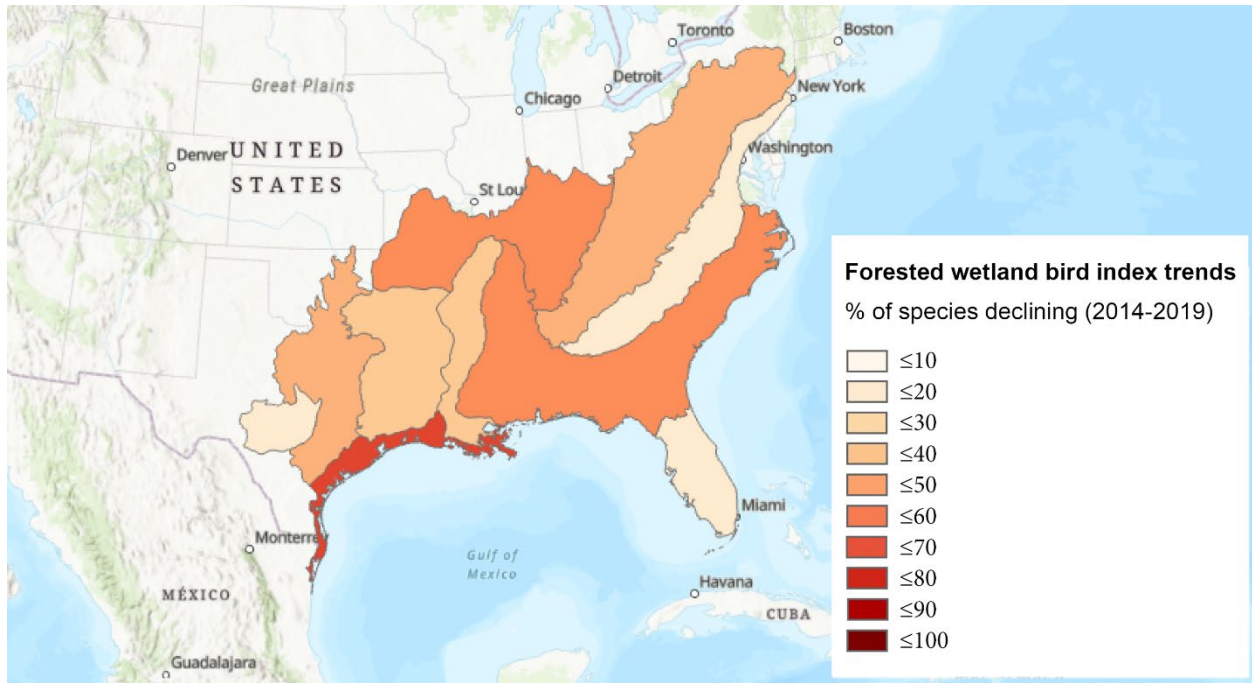 Toronto
Boston
Great Plains
Detroit
Chicago
New York
UNITED
STATES
Denver
Washington
St Lou
Forested wetland bird index trends
% of species declining (2014-2019)
≤10
≤20
≤30
≤40
≤50
≤60
≤70
≤80
≤90
≤100
Miami
Monterrey
Gulf of
Mexico
Havana
MÉXICO
CUBA
Guadalajara